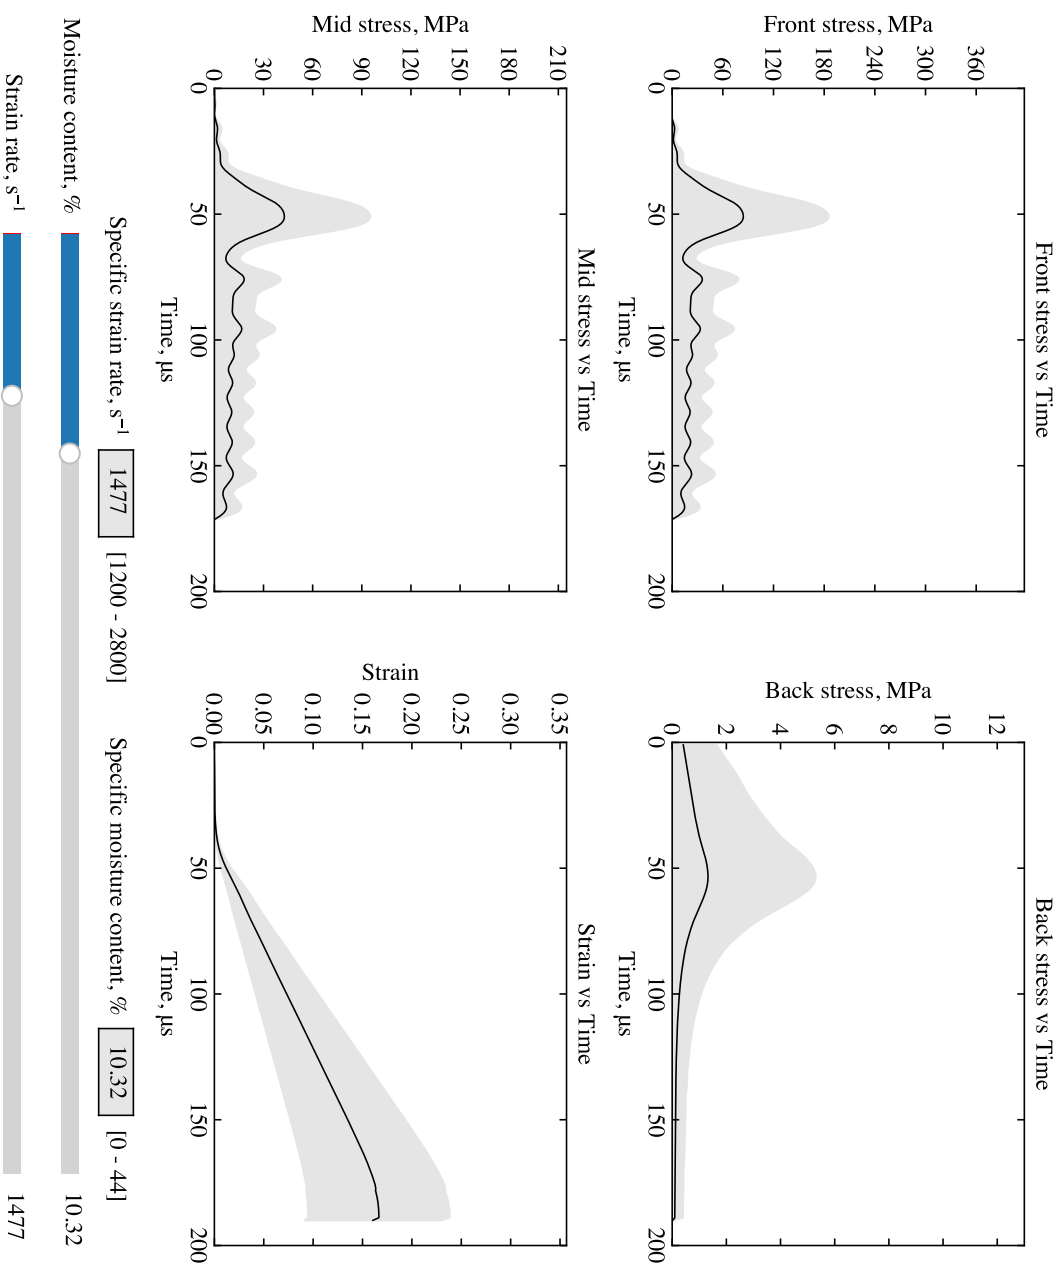 Front stress vs Time
Front stress, MPa
0 60 120 180 240 300 360
0 50 100 150 200
Time, μs
Back stress vs Time
Back stress, MPa
0 2 4 6 8 10 12
0 50 100 150 200
Time, μs
Mid stress vs Time
Mid stress, MPa
0 30 60 90 120 150 180 210
0 50 100 150 200
Time, μs
Strain vs Time
Strain
0.00 0.05 0.10 0.15 0.20 0.25 0.30 0.35
0 50 100 150 200
Time, μs
Specific strain rate, s⁻¹ 1477 [1200 - 2800] Specific moisture content, % 10.32 [0 - 44]
Moisture content, % 10.32
Strain rate, s⁻¹ 1477